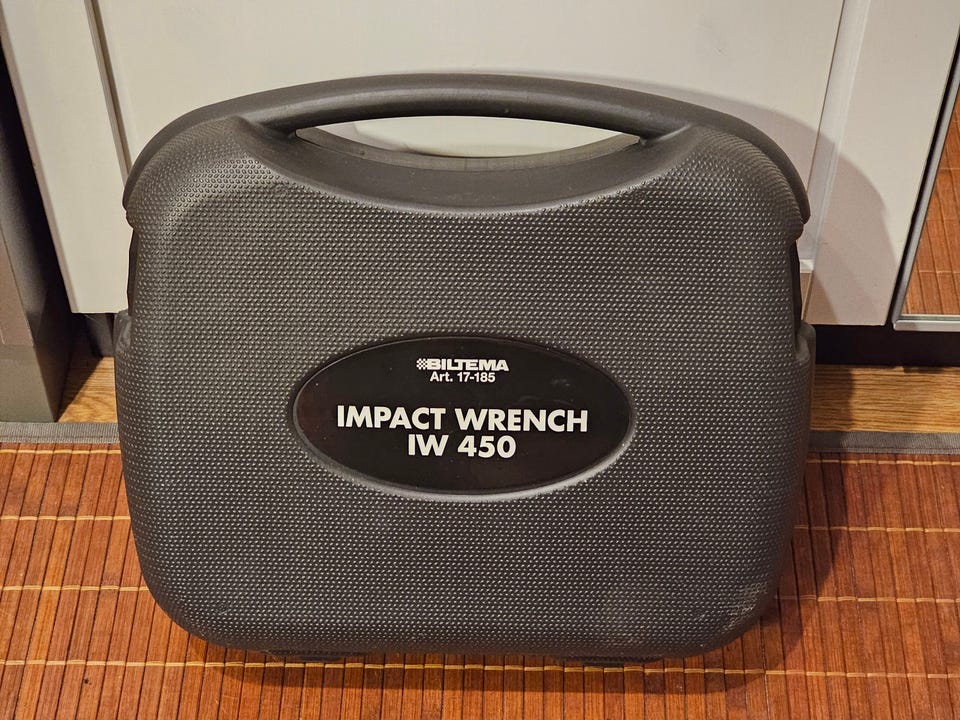 BILTEMA
Art. 17-185
IMPACT WRENCH
IW 450